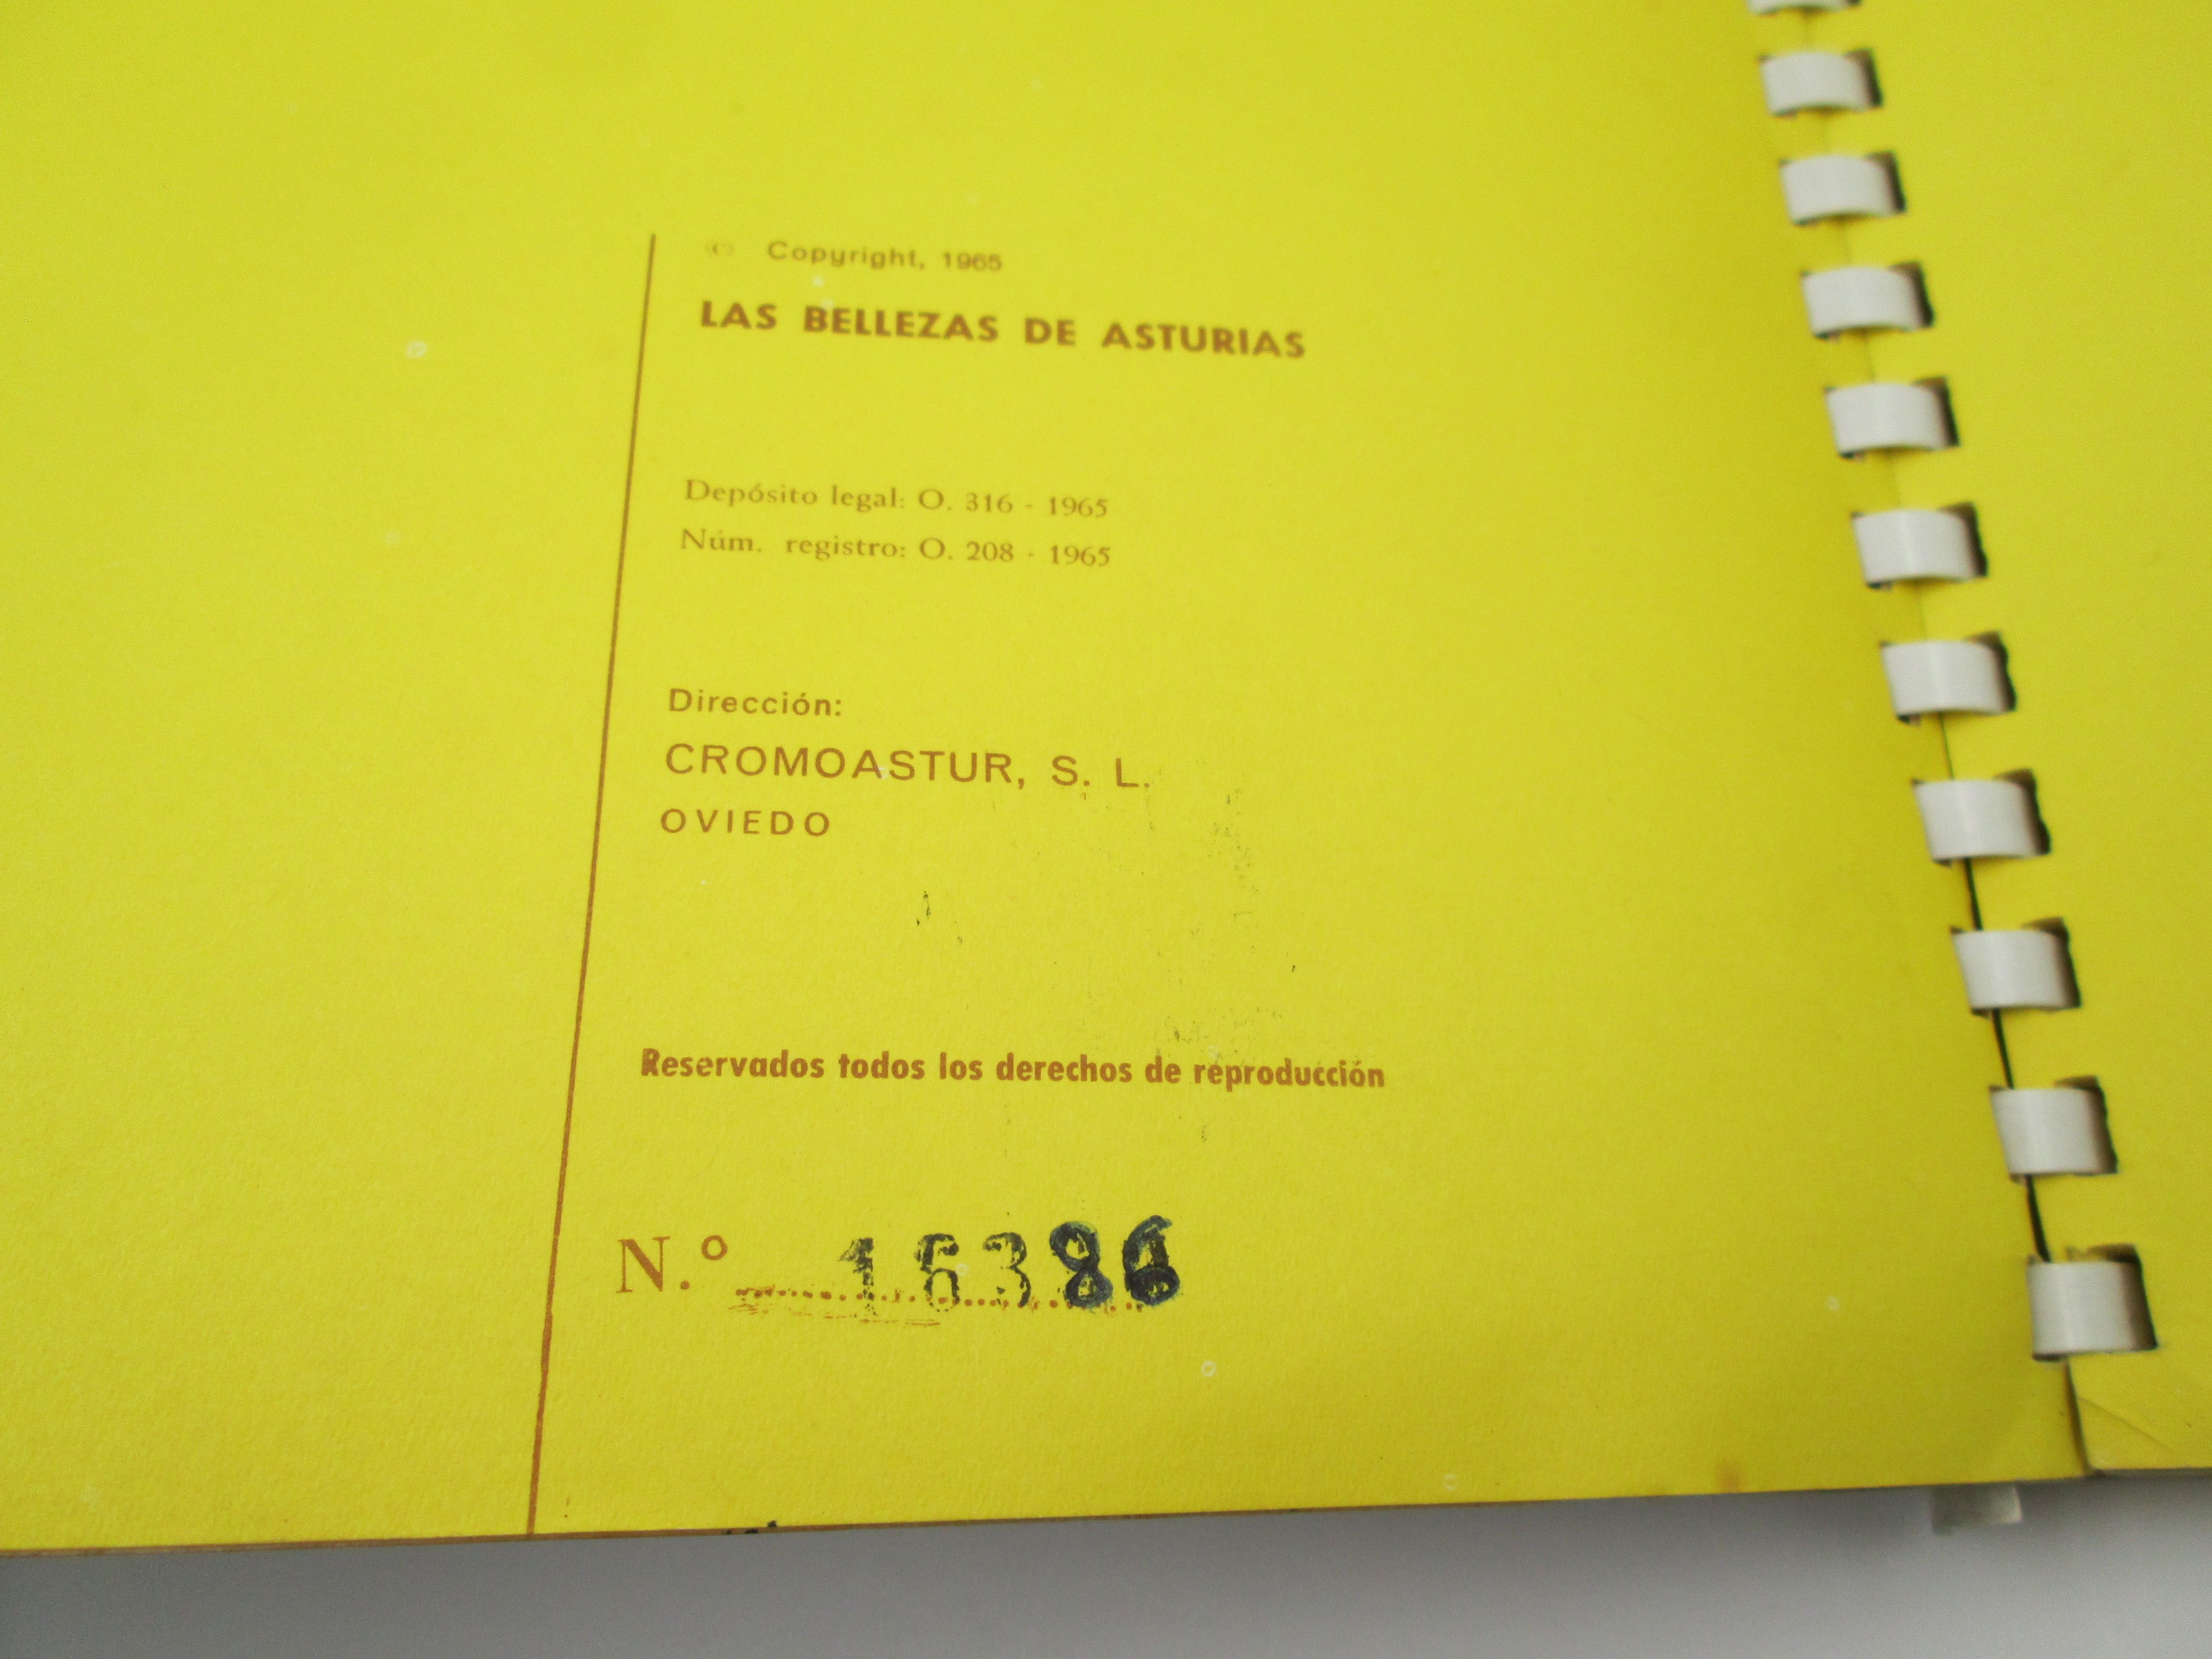 © Copyright, 1965
LAS BELLEZAS DE ASTURIAS
Depósito legal: O. 316 - 1965
Núm. registro: O. 208 - 1965
Dirección:
CROMOASTUR, S. L.
OVIEDO
Reservados todos los derechos de reproducción
N.º 16386